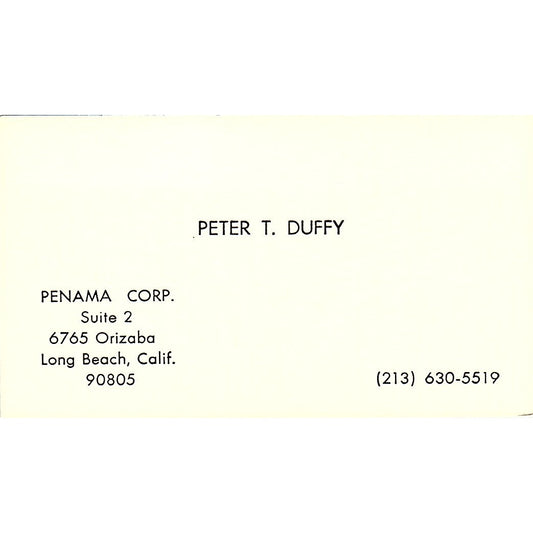 PETER T. DUFFY
PENAMA CORP.
Suite 2
6765 Orizaba
Long Beach, Calif.
90805
(213) 630-5519